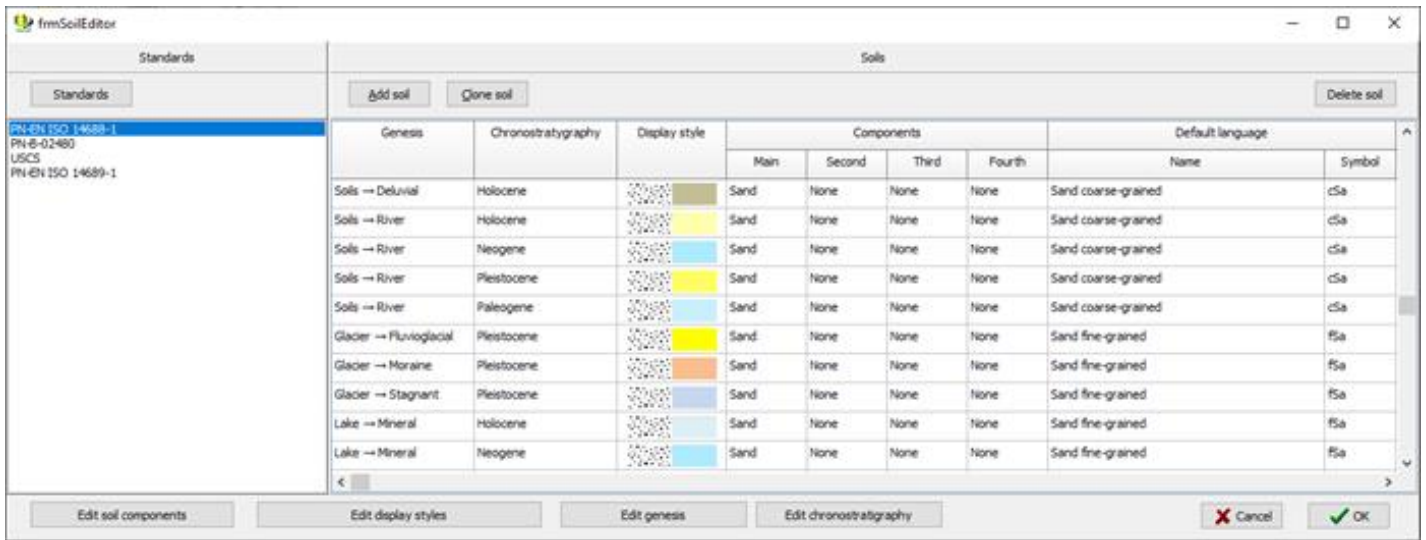 frmSoilEditor
Standards Soils
Standards Add soil Clone soil Delete soil
PN-EN ISO 14688-1
PN-B-02480
USCS
PN-EN ISO 14689-1
Genesis Chronostratygraphy Display style Components Default language
Main Second Third Fourth Name Symbol
Soils → Deluvial Holocene Sand None None None Sand coarse-grained cSa
Soils → River Holocene Sand None None None Sand coarse-grained cSa
Soils → River Neogene Sand None None None Sand coarse-grained cSa
Soils → River Pleistocene Sand None None None Sand coarse-grained cSa
Soils → River Paleogene Sand None None None Sand coarse-grained cSa
Glacier → Fluvioglacial Pleistocene Sand None None None Sand fine-grained fSa
Glacier → Moraine Pleistocene Sand None None None Sand fine-grained fSa
Glacier → Stagnant Pleistocene Sand None None None Sand fine-grained fSa
Lake → Mineral Holocene Sand None None None Sand fine-grained fSa
Lake → Mineral Neogene Sand None None None Sand fine-grained fSa
Edit soil components Edit display styles Edit genesis Edit chronostratigraphy Cancel OK